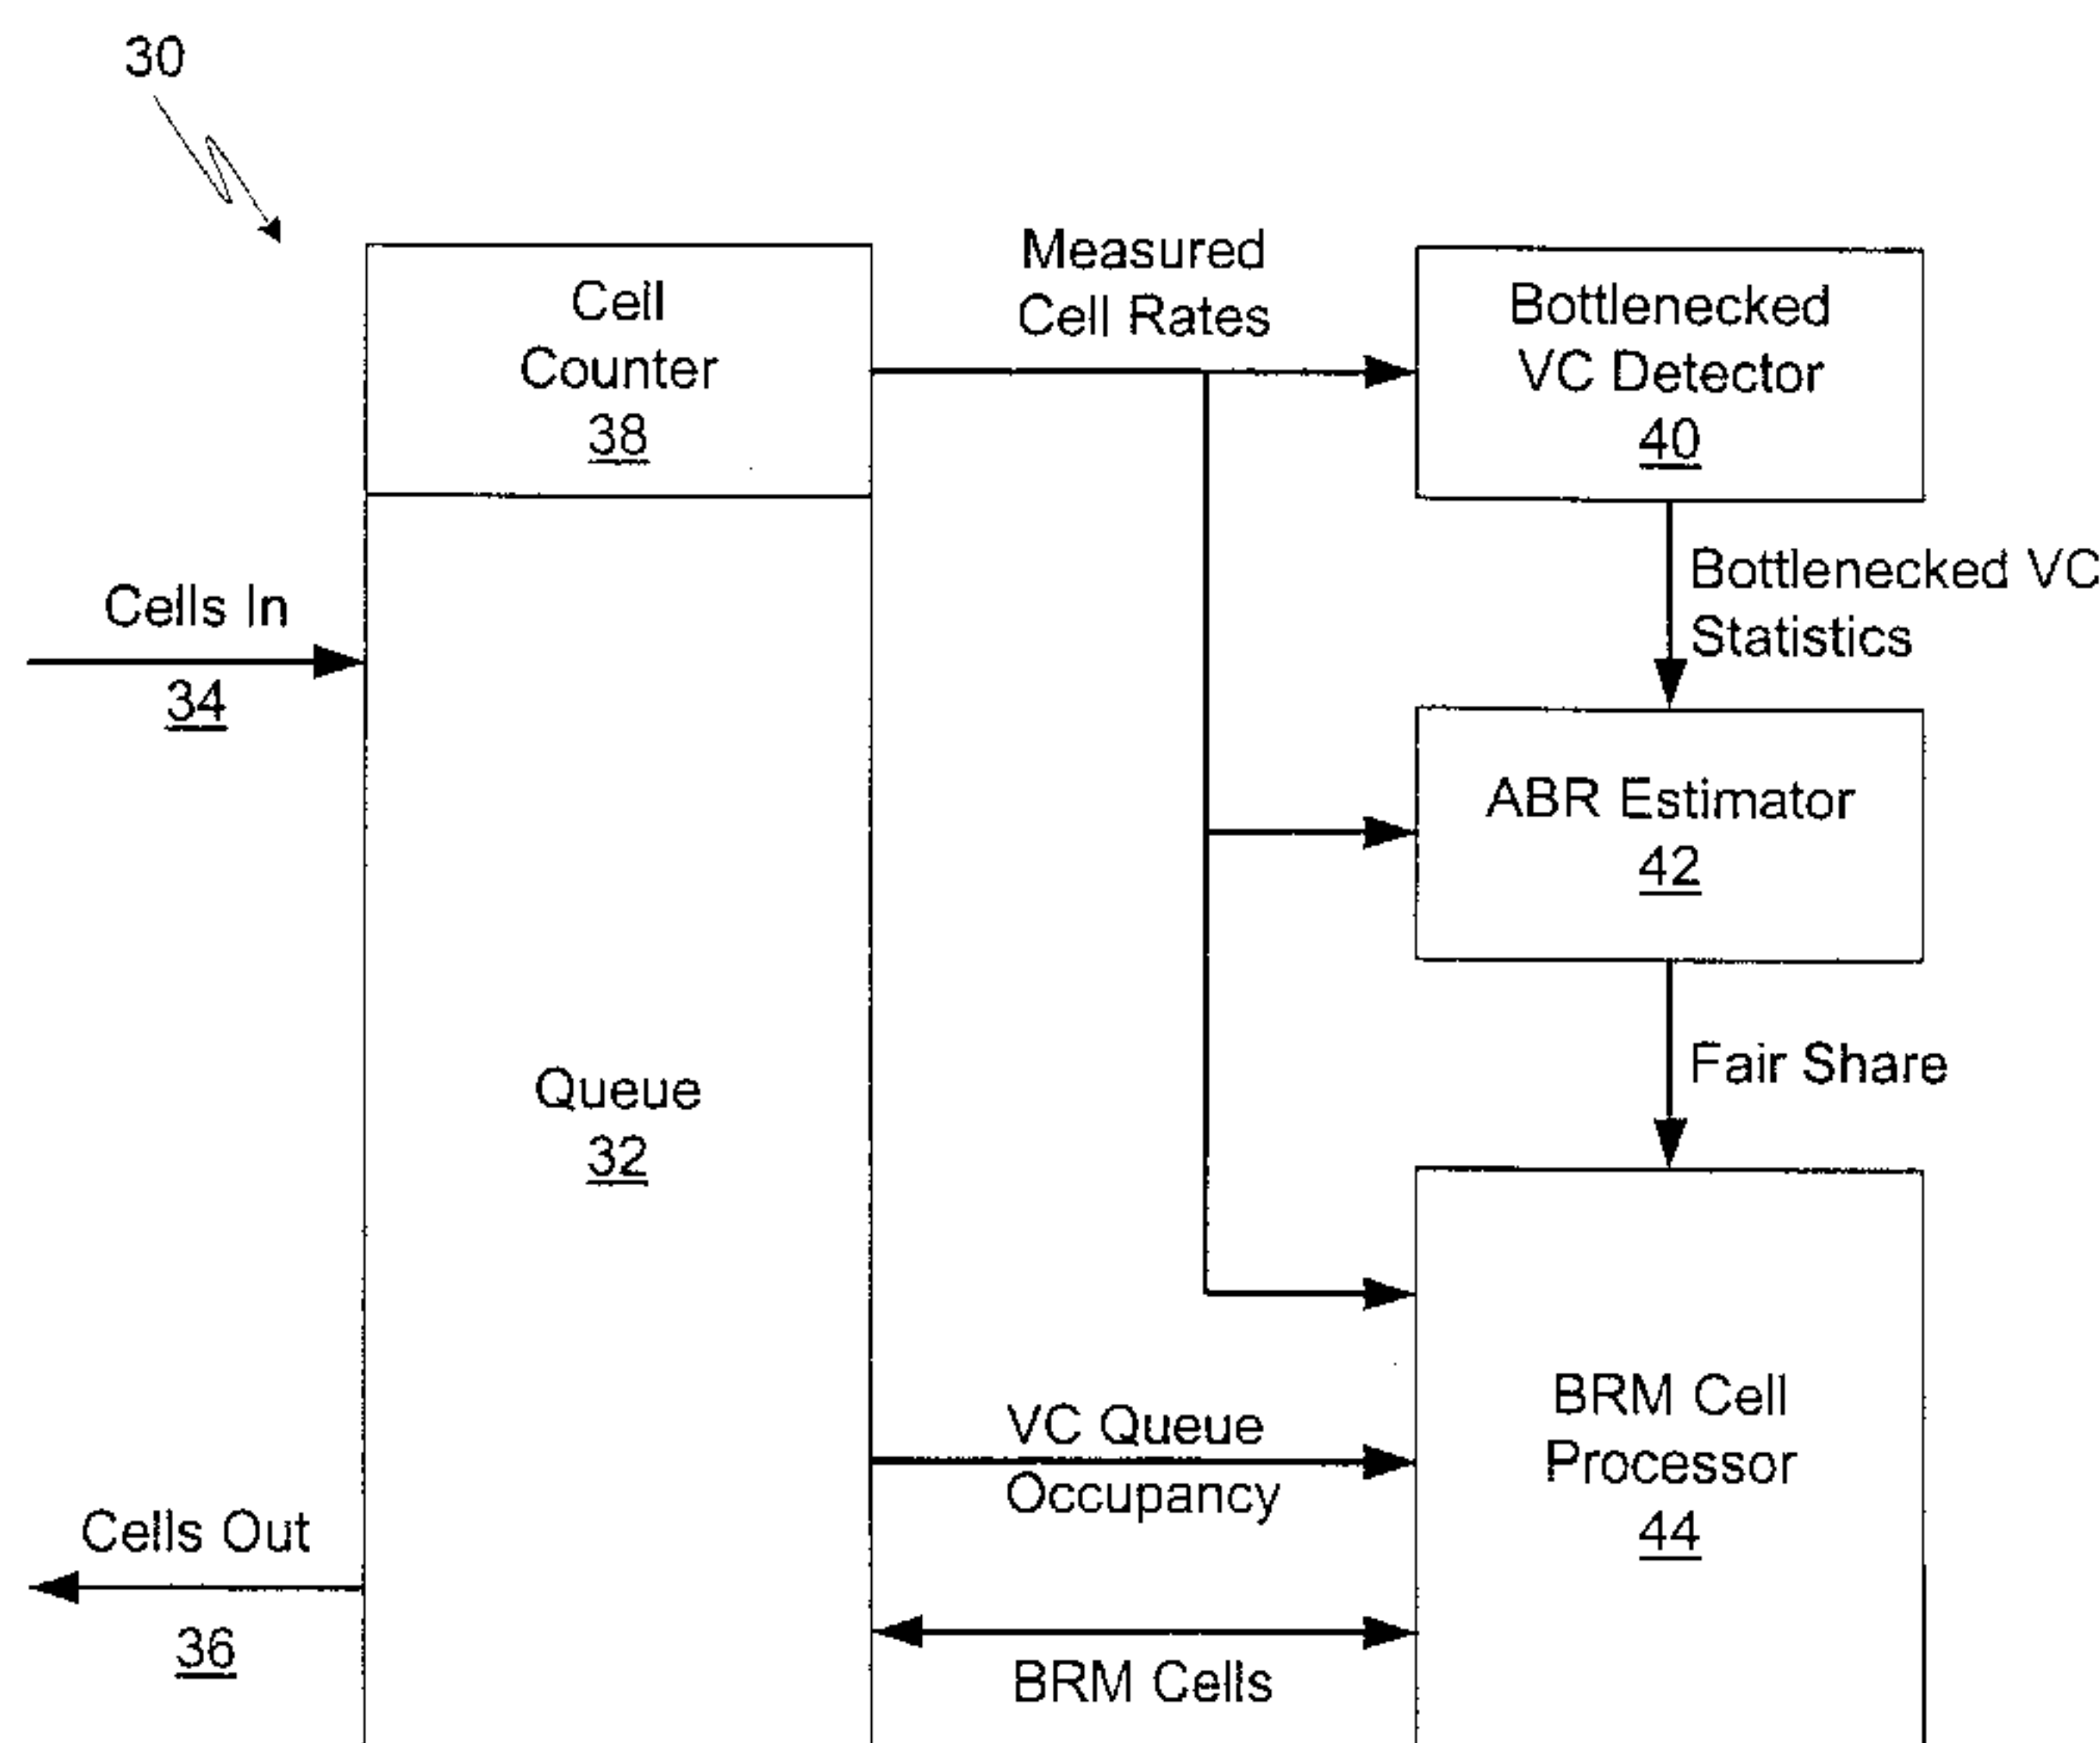 30
Cell
Counter
38
Measured
Cell Rates
Bottlenecked
VC Detector
40
Cells In
34
Bottlenecked VC
Statistics
ABR Estimator
42
Queue
32
Fair Share
VC Queue
Occupancy
BRM Cell
Processor
44
Cells Out
36
BRM Cells